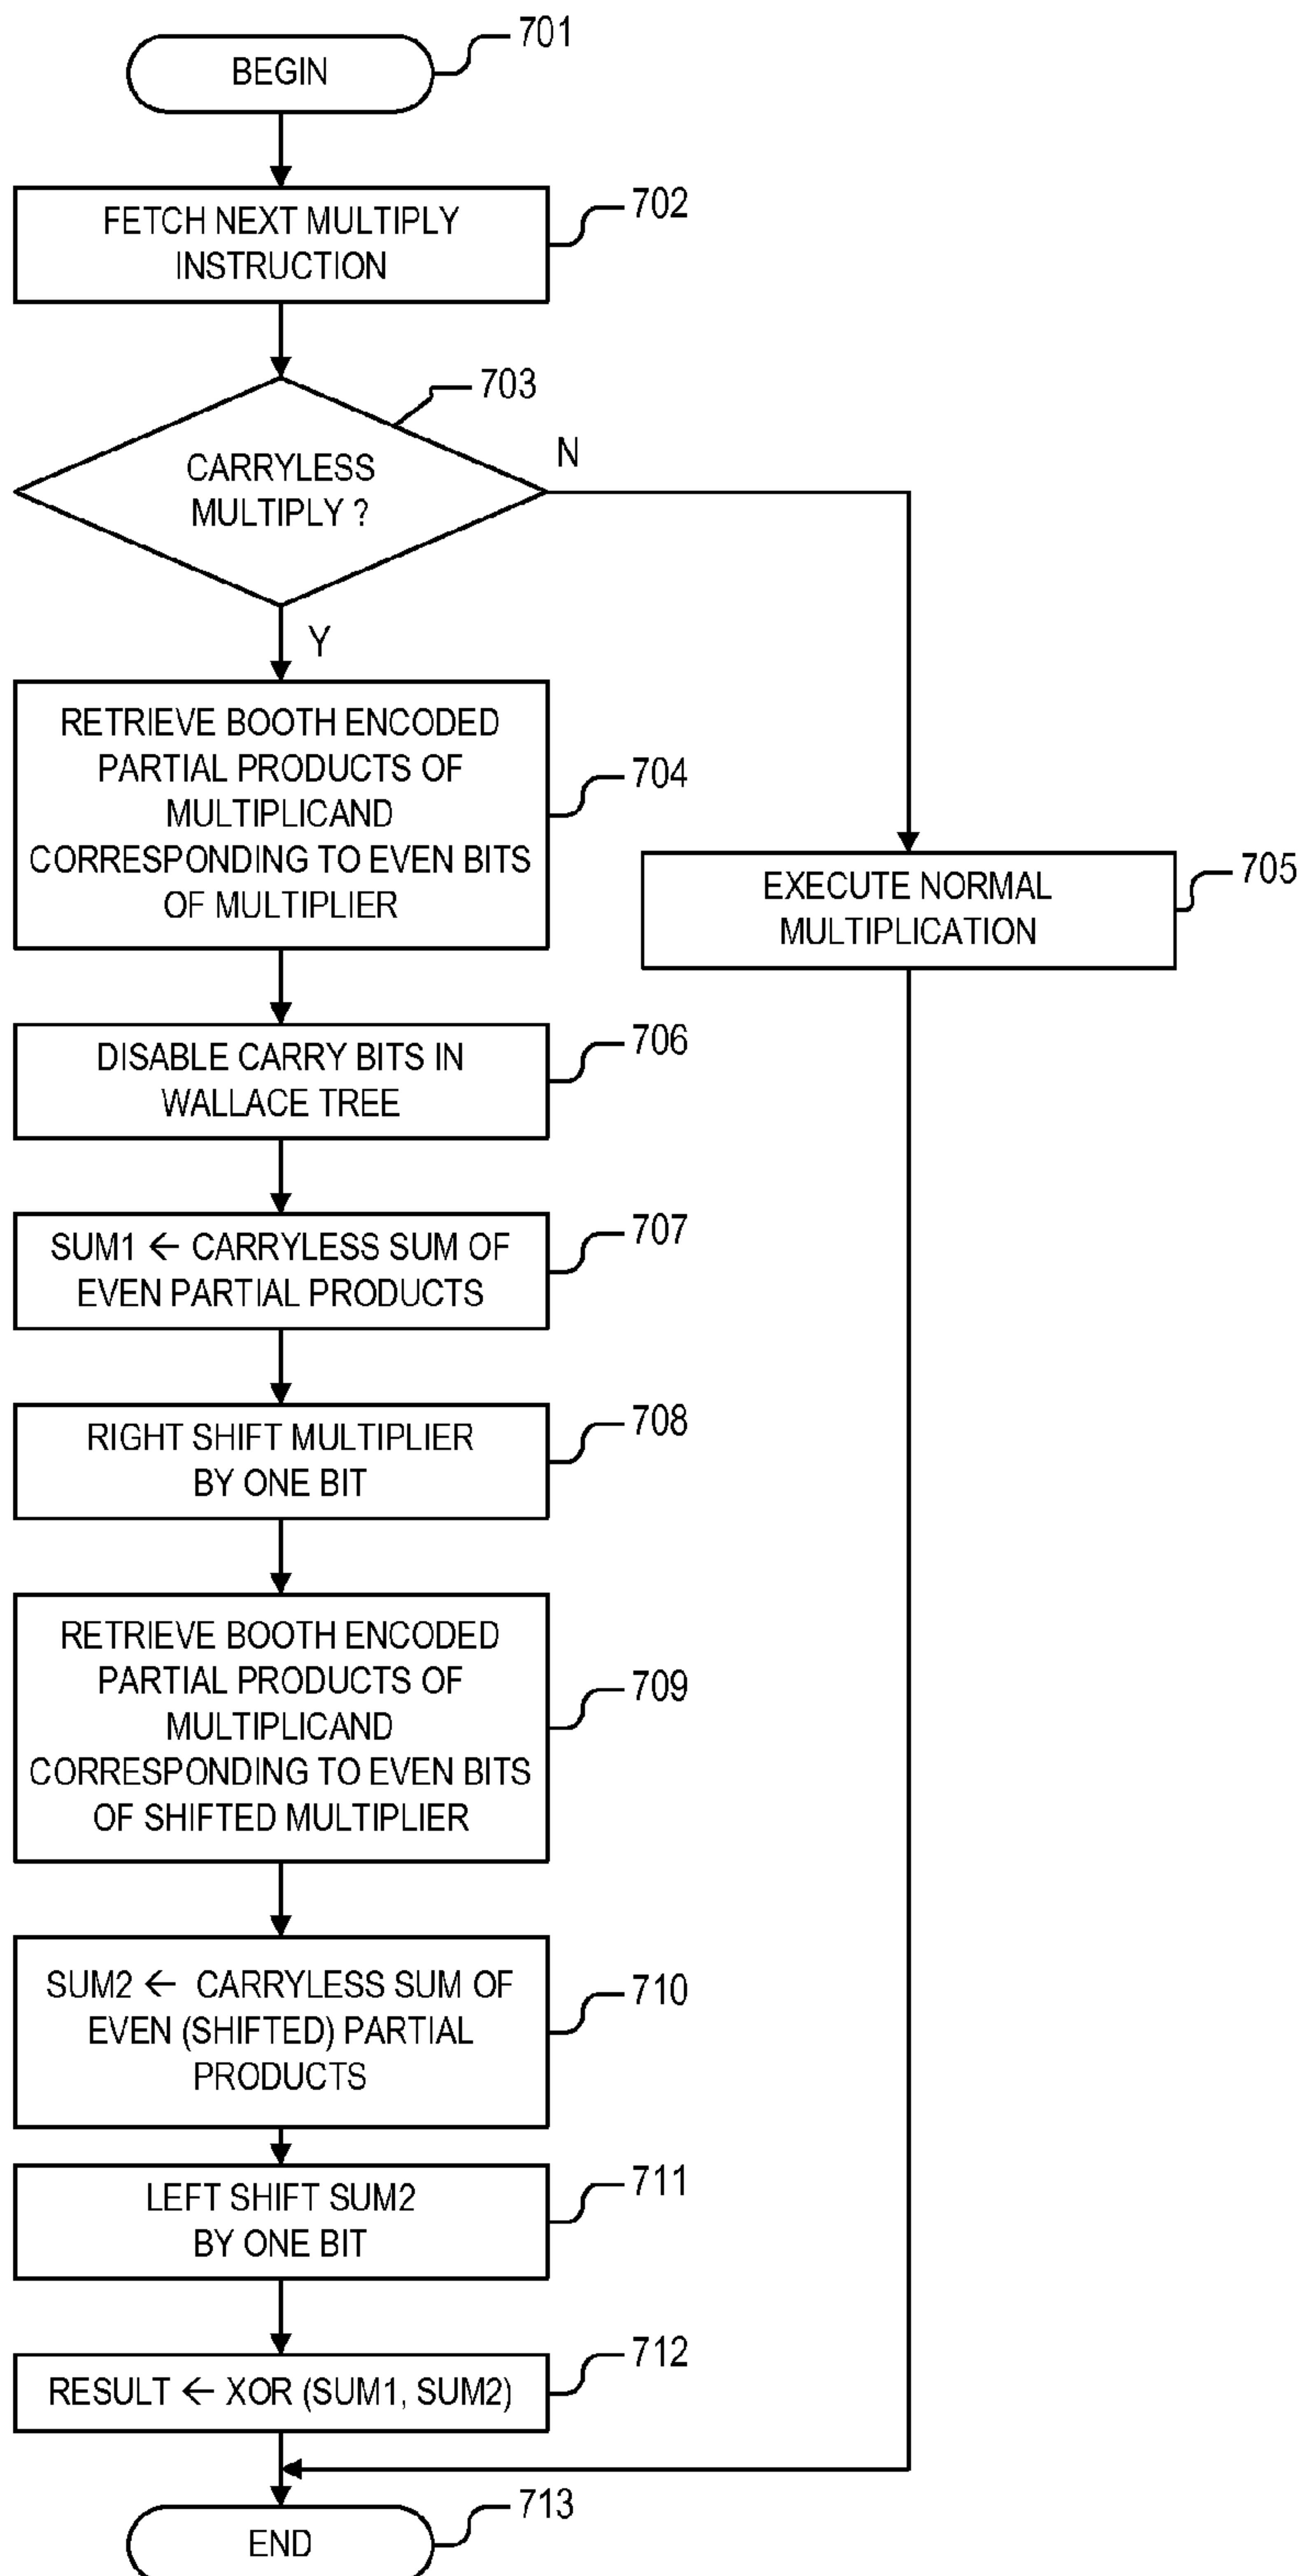 701
BEGIN
702
FETCH NEXT MULTIPLY
INSTRUCTION
703
CARRYLESS
MULTIPLY ?
N
Y
704
RETRIEVE BOOTH ENCODED
PARTIAL PRODUCTS OF
MULTIPLICAND
CORRESPONDING TO EVEN BITS
OF MULTIPLIER
705
EXECUTE NORMAL
MULTIPLICATION
706
DISABLE CARRY BITS IN
WALLACE TREE
707
SUM1 ← CARRYLESS SUM OF
EVEN PARTIAL PRODUCTS
708
RIGHT SHIFT MULTIPLIER
BY ONE BIT
709
RETRIEVE BOOTH ENCODED
PARTIAL PRODUCTS OF
MULTIPLICAND
CORRESPONDING TO EVEN BITS
OF SHIFTED MULTIPLIER
710
SUM2 ← CARRYLESS SUM OF
EVEN (SHIFTED) PARTIAL
PRODUCTS
711
LEFT SHIFT SUM2
BY ONE BIT
712
RESULT ← XOR (SUM1, SUM2)
713
END